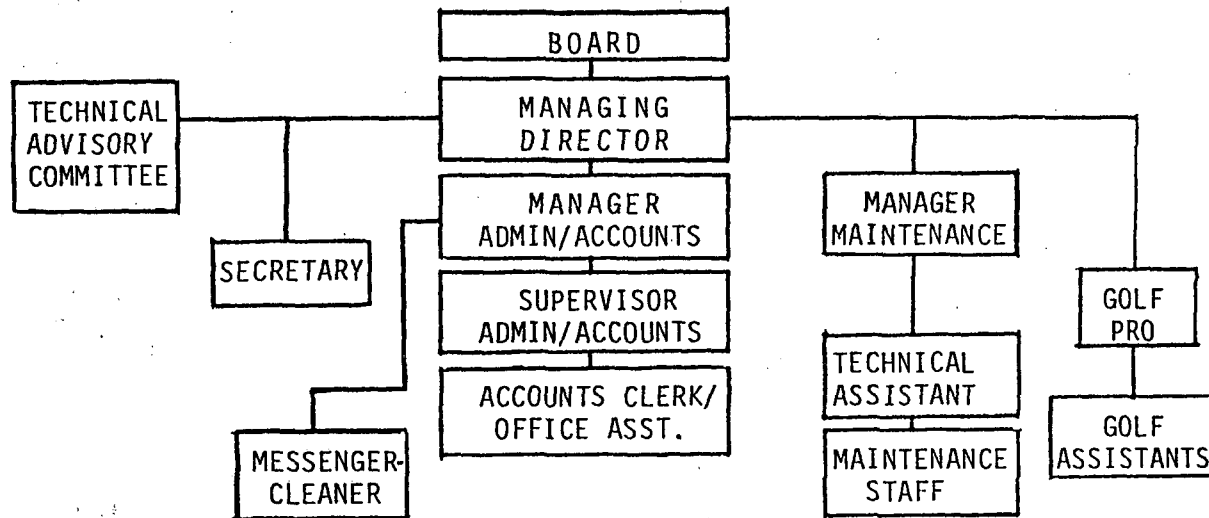 BOARD
TECHNICAL
ADVISORY
COMMITTEE
MANAGING
DIRECTOR
MANAGER
ADMIN/ACCOUNTS
MANAGER
MAINTENANCE
SECRETARY
SUPERVISOR
ADMIN/ACCOUNTS
GOLF
PRO
TECHNICAL
ASSISTANT
ACCOUNTS CLERK/
OFFICE ASST.
GOLF
ASSISTANTS
MESSENGER-
CLEANER
MAINTENANCE
STAFF